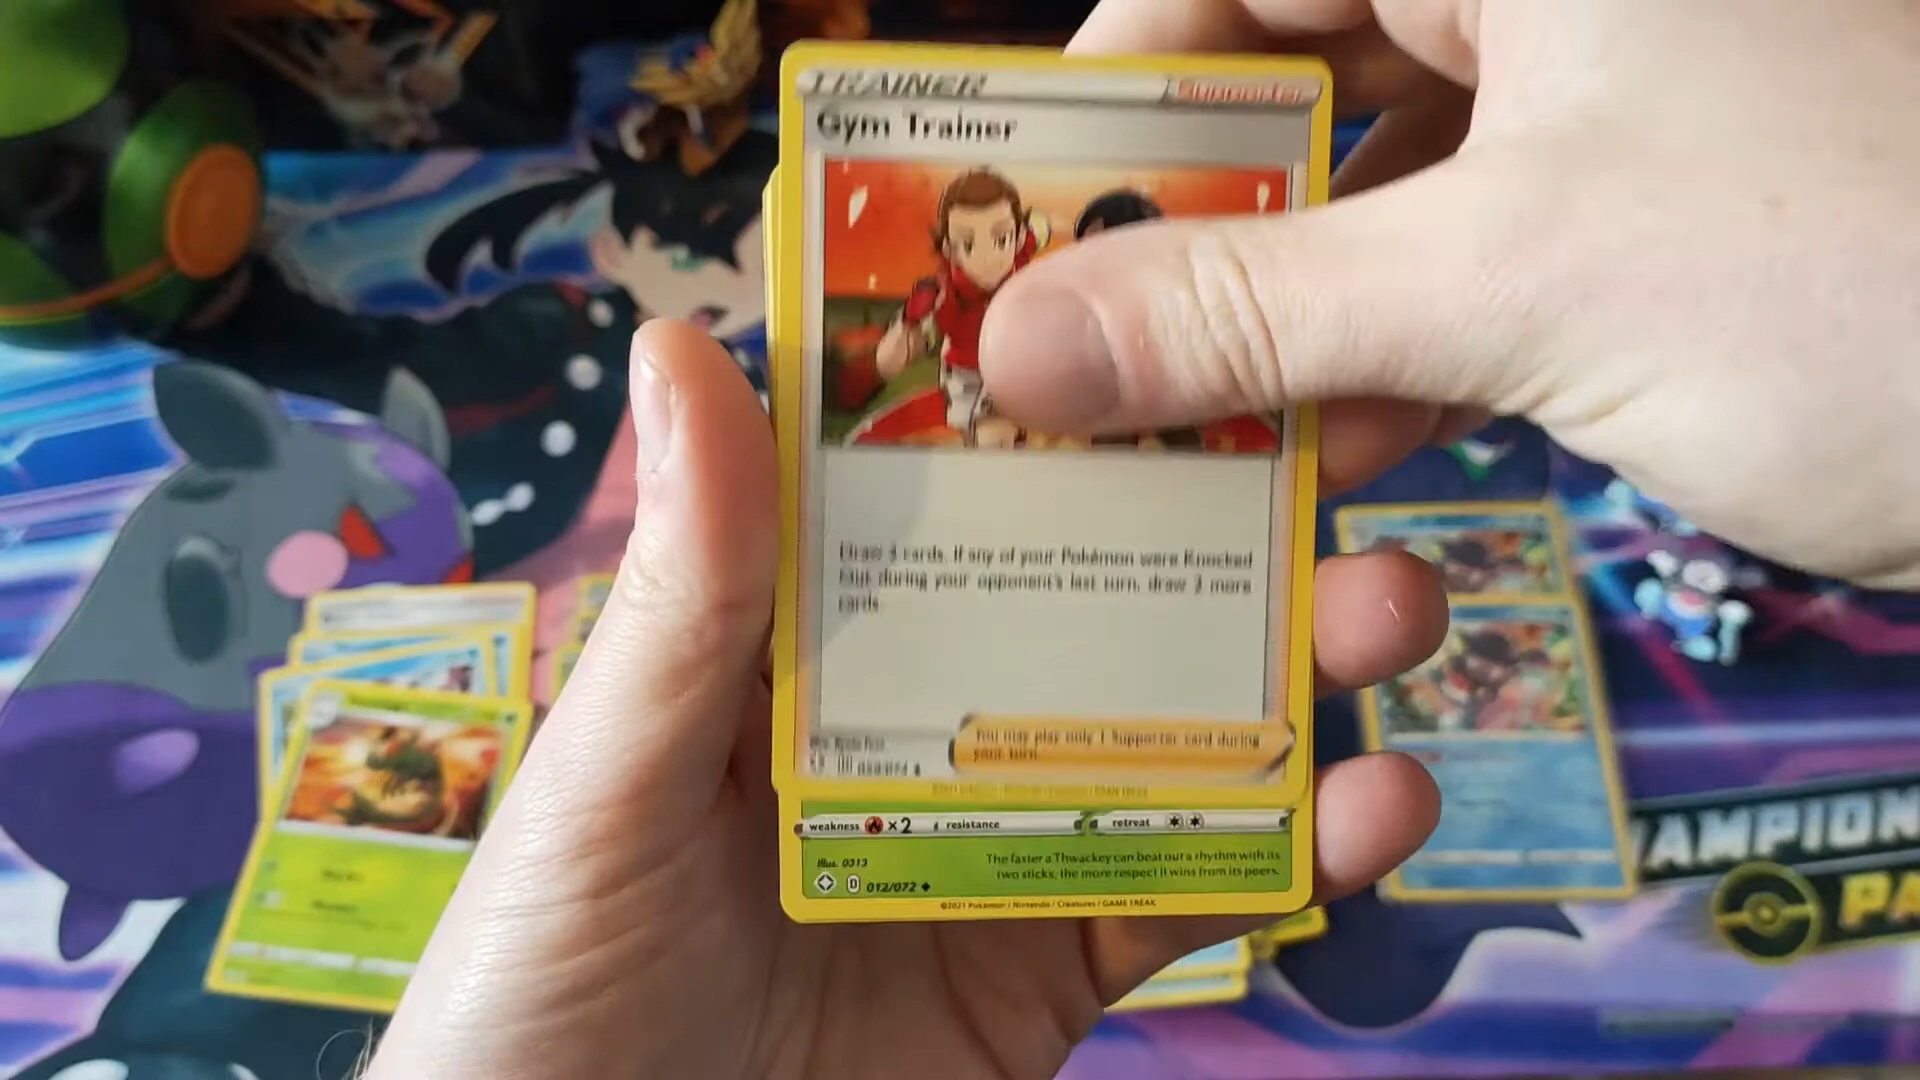 TRAINER
Supporter
Gym Trainer
Draw 2 cards. If any of your Pokémon were Knocked
Out during your opponent's last turn, draw 2 more
cards.
You may play only 1 Supporter card during
your turn.
weakness ×2 resistance retreat
Illus. 0313
The faster a Thwackey can beat out a rhythm with its
two sticks, the more respect it wins from its peers.
D 012/072
©2021 Pokémon / Nintendo / Creatures / GAME FREAK
AMPION
PA